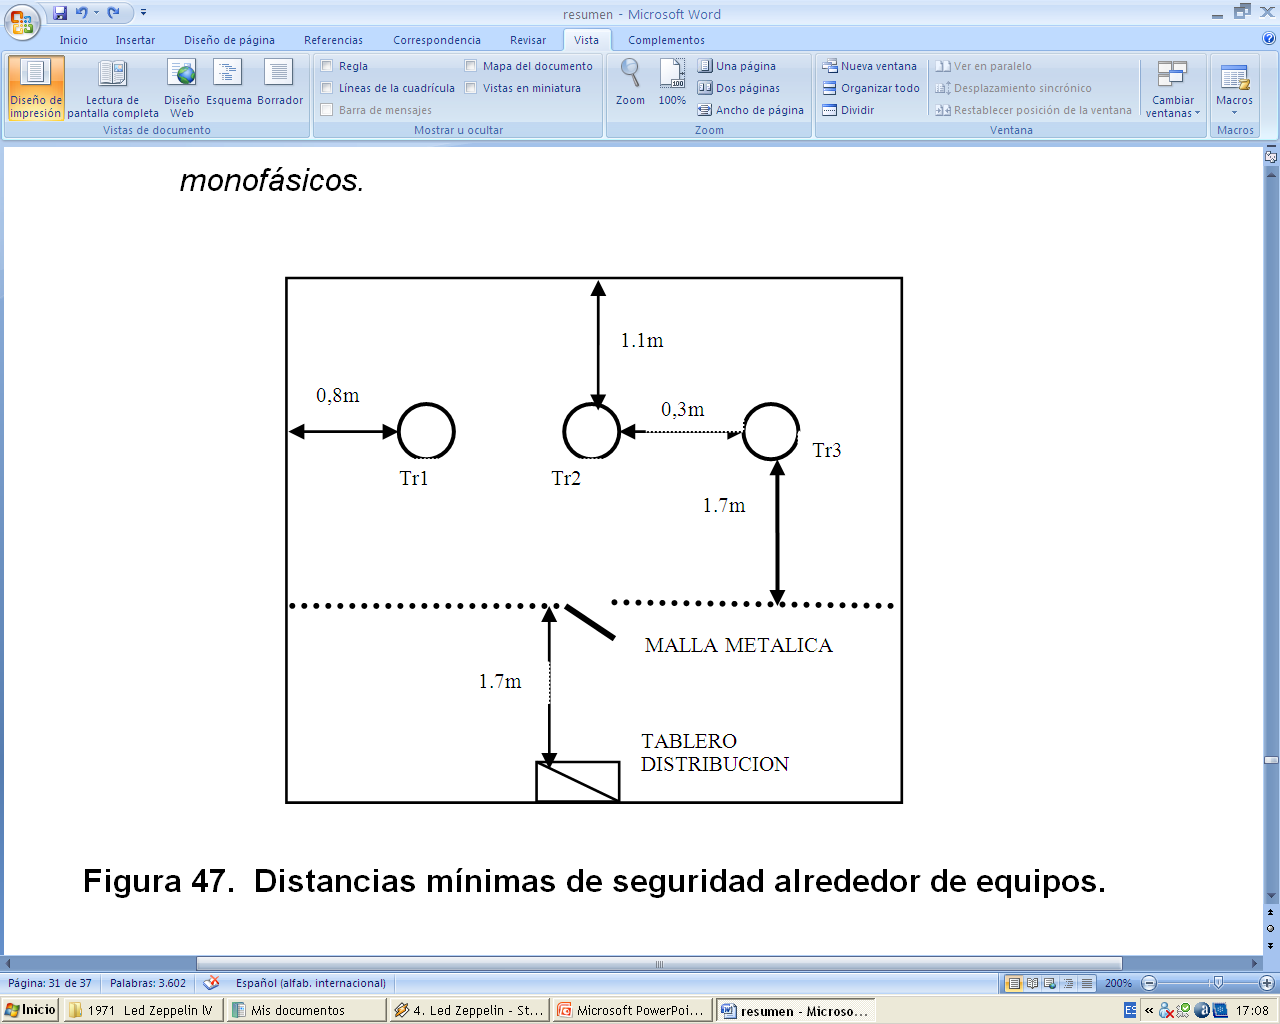 resumen - Microsoft Word
Inicio Insertar Diseño de página Referencias Correspondencia Revisar Vista Complementos
Diseño de impresión
Lectura de pantalla completa
Diseño Web
Esquema
Borrador
Vistas de documento
Regla
Líneas de la cuadrícula
Barra de mensajes
Mapa del documento
Vistas en miniatura
Mostrar u ocultar
Zoom
100%
Una página
Dos páginas
Ancho de página
Zoom
Nueva ventana
Organizar todo
Dividir
Ver en paralelo
Desplazamiento sincrónico
Restablecer posición de la ventana
Cambiar ventanas
Ventana
Macros
Macros
monofásicos.
1.1m
0,8m
0,3m
Tr1
Tr2
Tr3
1.7m
MALLA METALICA
1.7m
TABLERO
DISTRIBUCION
Figura 47. Distancias mínimas de seguridad alrededor de equipos.
Página: 31 de 37 Palabras: 3.602 Español (alfab. internacional) 200%
Inicio 1971 Led Zeppelin IV Mis documentos 4. Led Zeppelin - St... Microsoft PowerPoi... resumen - Microso... ES « 17:08